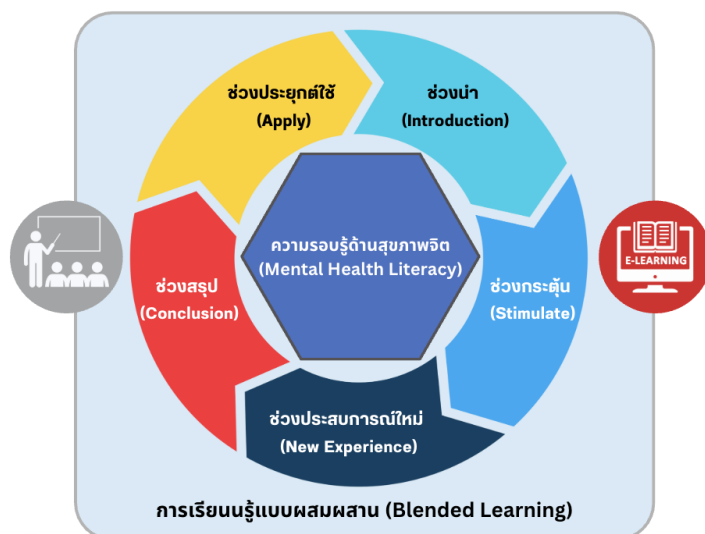 ช่วงประยุกต์ใช้
(Apply)
ช่วงนำ
(Introduction)
ความรอบรู้ด้านสุขภาพจิต
(Mental Health Literacy)
E-LEARNING
ช่วงสรุป
(Conclusion)
ช่วงกระตุ้น
(Stimulate)
ช่วงประสบการณ์ใหม่
(New Experience)
การเรียนนรู้แบบผสมผสาน (Blended Learning)